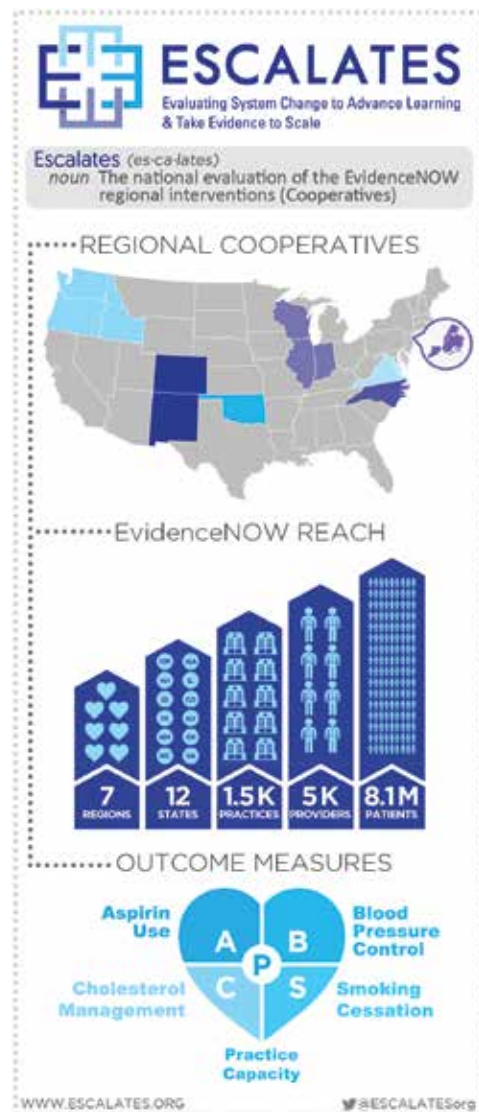 ESCALATES
Evaluating System Change to Advance Learning
& Take Evidence to Scale
Escalates (es-ca-lates)
noun The national evaluation of the EvidenceNOW
regional interventions (Cooperatives)
REGIONAL COOPERATIVES
EvidenceNOW REACH
7
REGIONS
12
STATES
1.5K
PRACTICES
5K
PROVIDERS
8.1M
PATIENTS
OUTCOME MEASURES
Aspirin
Use
A
B
Blood
Pressure
Control
P
Cholesterol
Management
C
S
Smoking
Cessation
Practice
Capacity
WWW.ESCALATES.ORG
@ESCALATESorg